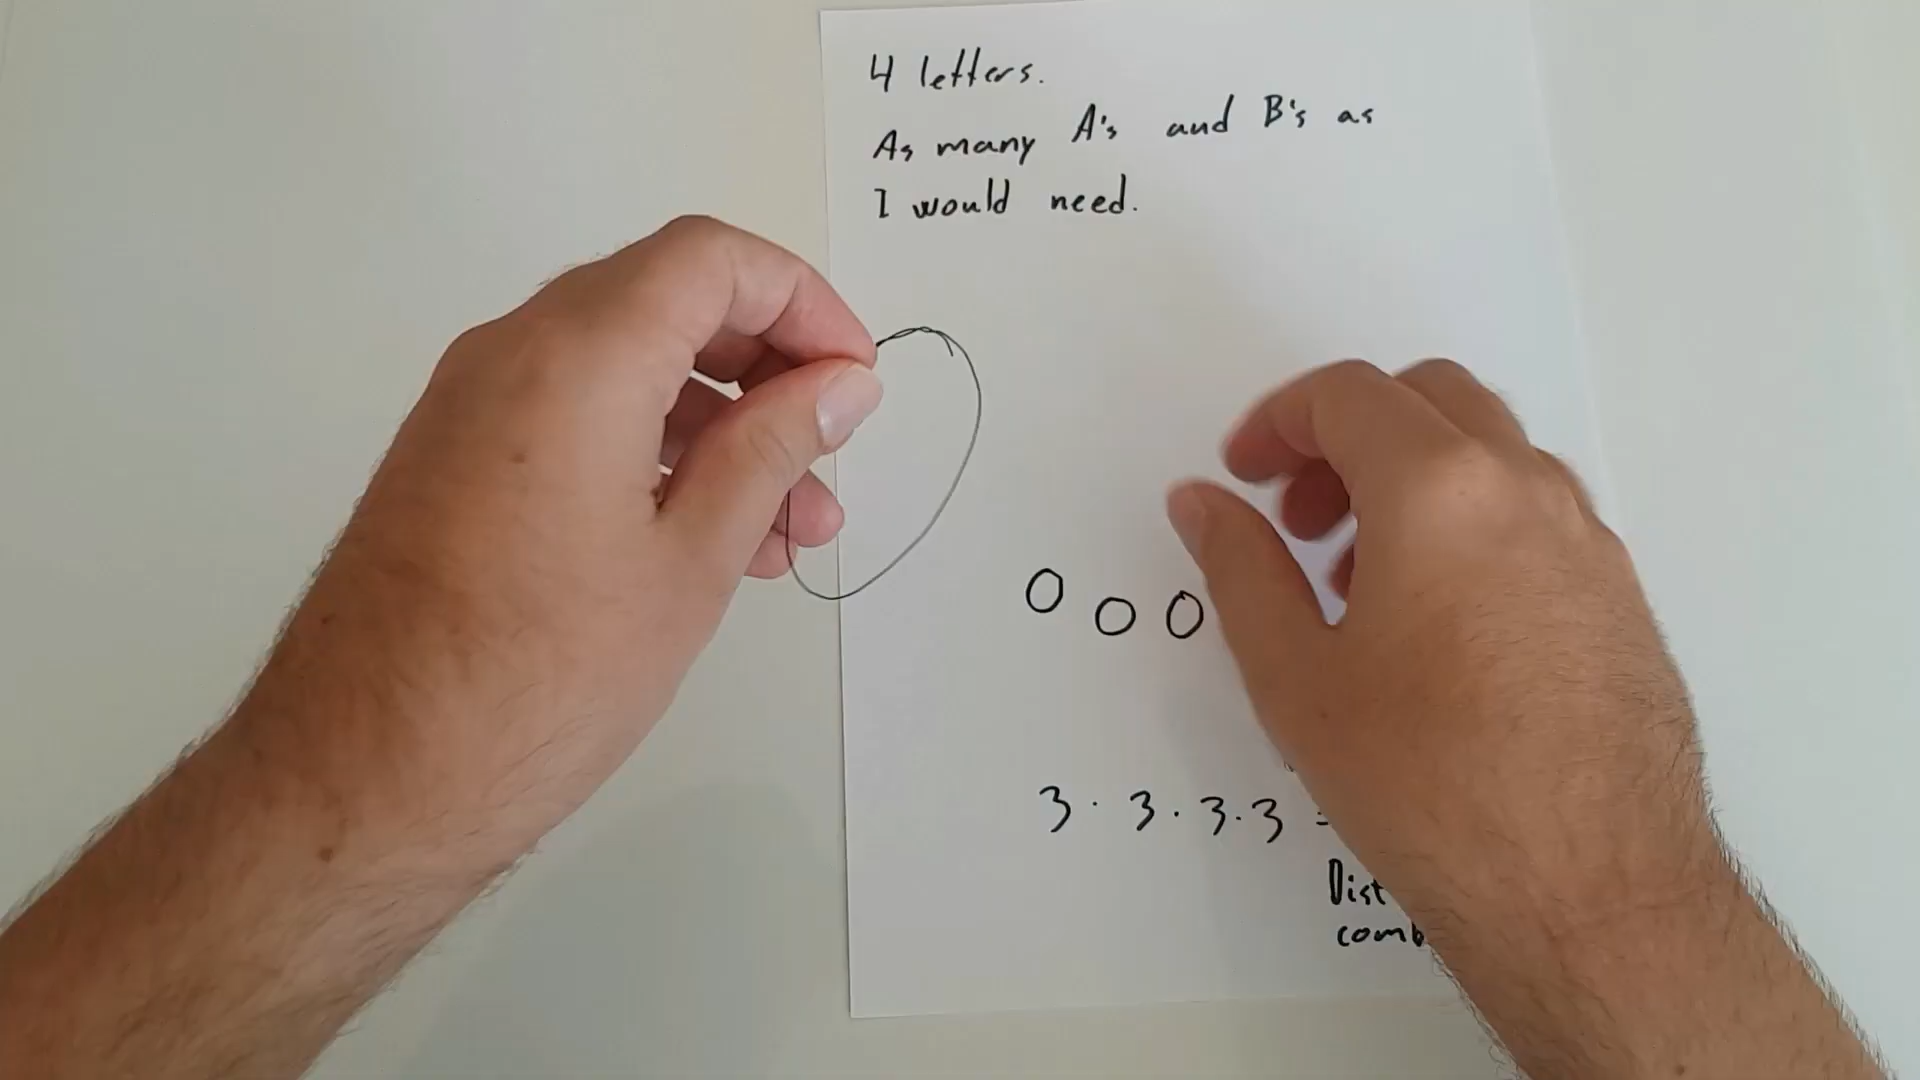 4 letters.
As many A's and B's as
I would need.
O O O
3 · 3 · 3 · 3 =